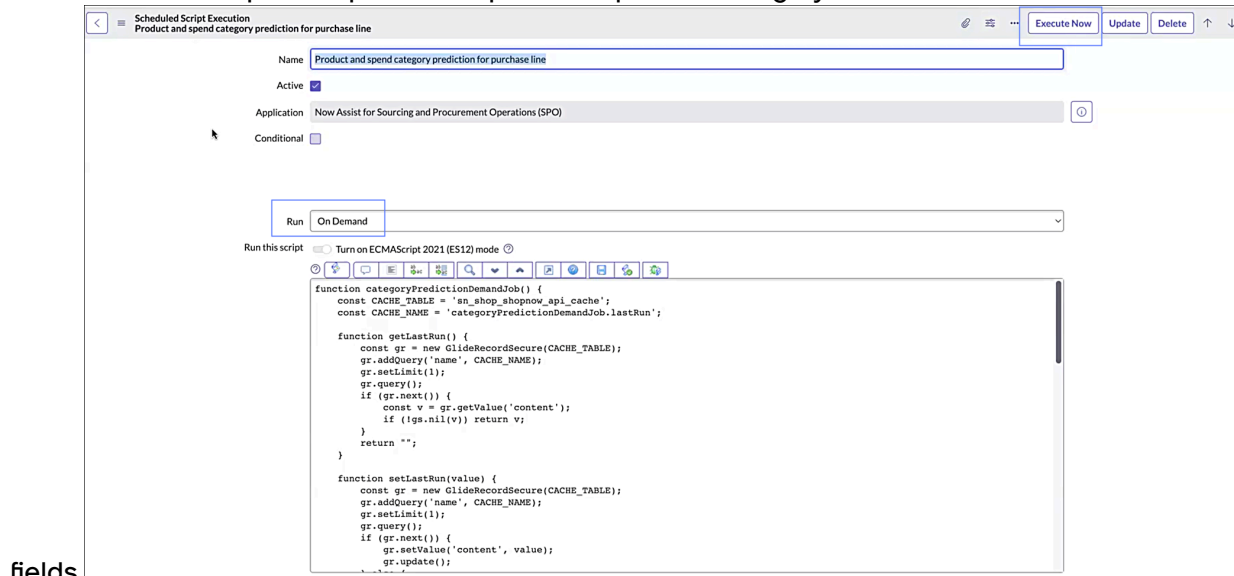 Scheduled Script Execution
Product and spend category prediction for purchase line
Execute Now Update Delete
Name Product and spend category prediction for purchase line
Active
Application Now Assist for Sourcing and Procurement Operations (SPO)
Conditional
Run On Demand
Run this script Turn on ECMAScript 2021 (ES12) mode
function categoryPredictionDemandJob() {
const CACHE_TABLE = 'sn_shop_shopnow_api_cache';
const CACHE_NAME = 'categoryPredictionDemandJob.lastRun';
function getLastRun() {
const gr = new GlideRecordSecure(CACHE_TABLE);
gr.addQuery('name', CACHE_NAME);
gr.setLimit(1);
gr.query();
if (gr.next()) {
const v = gr.getValue('content');
if (!gs.nil(v)) return v;
}
return "";
}
function setLastRun(value) {
const gr = new GlideRecordSecure(CACHE_TABLE);
gr.addQuery('name', CACHE_NAME);
gr.setLimit(1);
gr.query();
if (gr.next()) {
gr.setValue('content', value);
gr.update();
fields